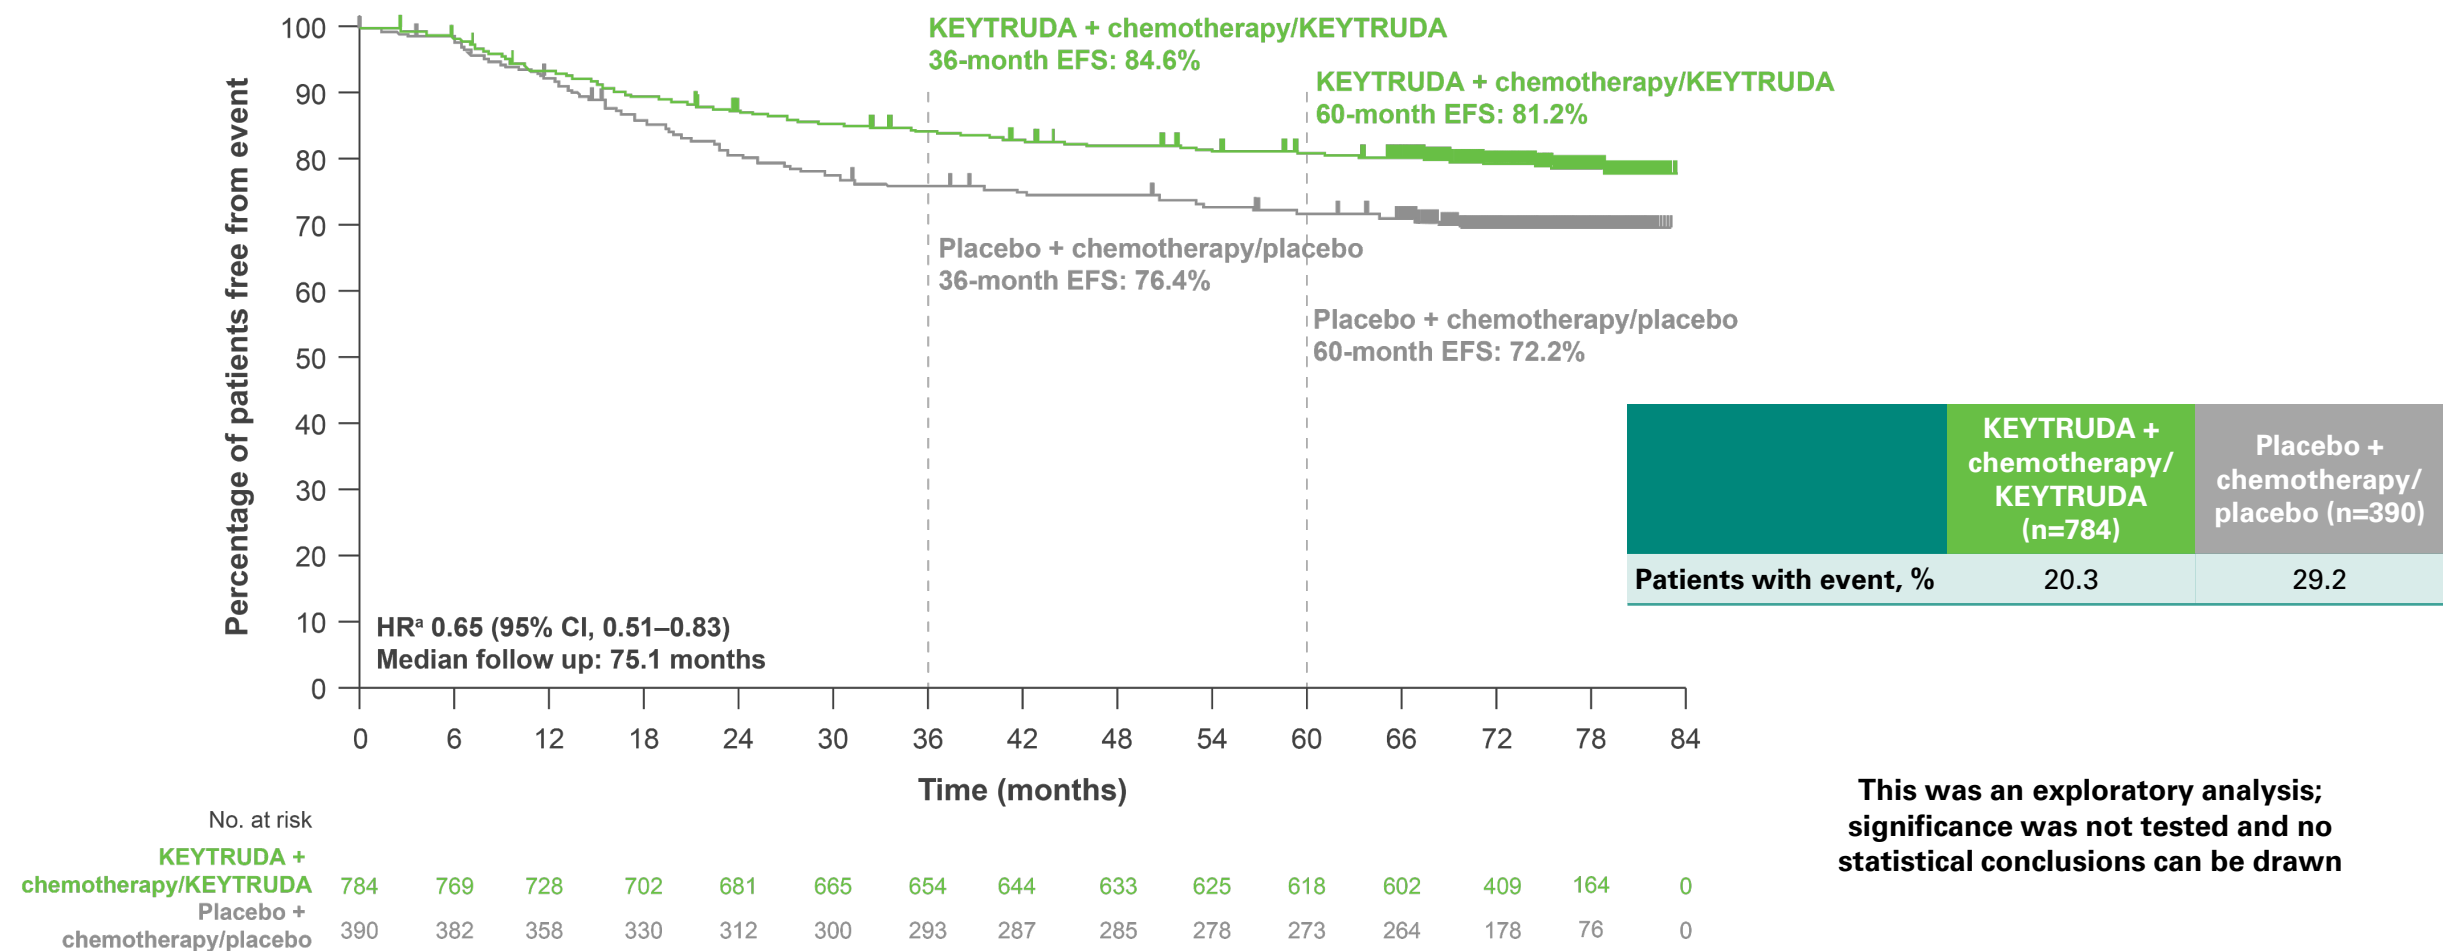 KEYTRUDA + chemotherapy/KEYTRUDA
36-month EFS: 84.6%
KEYTRUDA + chemotherapy/KEYTRUDA
60-month EFS: 81.2%
Percentage of patients free from event
100
90
80
70
60
50
40
30
20
10
0
Placebo + chemotherapy/placebo
36-month EFS: 76.4%
Placebo + chemotherapy/placebo
60-month EFS: 72.2%
HRᵃ 0.65 (95% CI, 0.51–0.83)
Median follow up: 75.1 months
0 6 12 18 24 30 36 42 48 54 60 66 72 78 84
Time (months)
KEYTRUDA +
chemotherapy/
KEYTRUDA
(n=784)
Placebo +
chemotherapy/
placebo (n=390)
Patients with event, % 20.3 29.2
This was an exploratory analysis;
significance was not tested and no
statistical conclusions can be drawn
No. at risk
KEYTRUDA +
chemotherapy/KEYTRUDA 784 769 728 702 681 665 654 644 633 625 618 602 409 164 0
Placebo +
chemotherapy/placebo 390 382 358 330 312 300 293 287 285 278 273 264 178 76 0